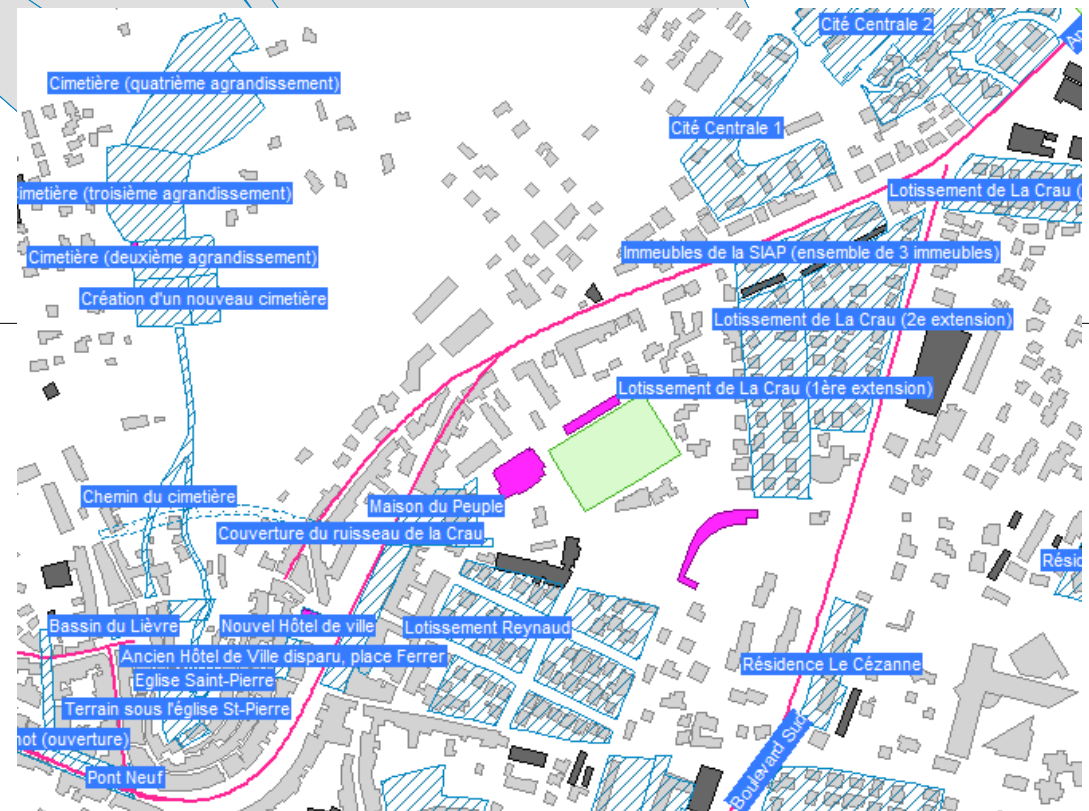 Cité Centrale 2
Cimetière (quatrième agrandissement)
Cité Centrale 1
imetière (troisième agrandissement)
Lotissement de La Crau (
Immeubles de la SIAP (ensemble de 3 immeubles)
Cimetière (deuxième agrandissement)
Création d'un nouveau cimetière
Lotissement de La Crau (2e extension)
Lotissement de La Crau (1ère extension)
Chemin du cimetière
Maison du Peuple
Couverture du ruisseau de la Crau
Résid
Bassin du Lièvre
Nouvel Hôtel de ville
Lotissement Reynaud
Ancien Hôtel de Ville disparu, place Ferrer
Résidence Le Cézanne
Eglise Saint-Pierre
Terrain sous l'église St-Pierre
not (ouverture)
Boulevard Sud
Pont Neuf